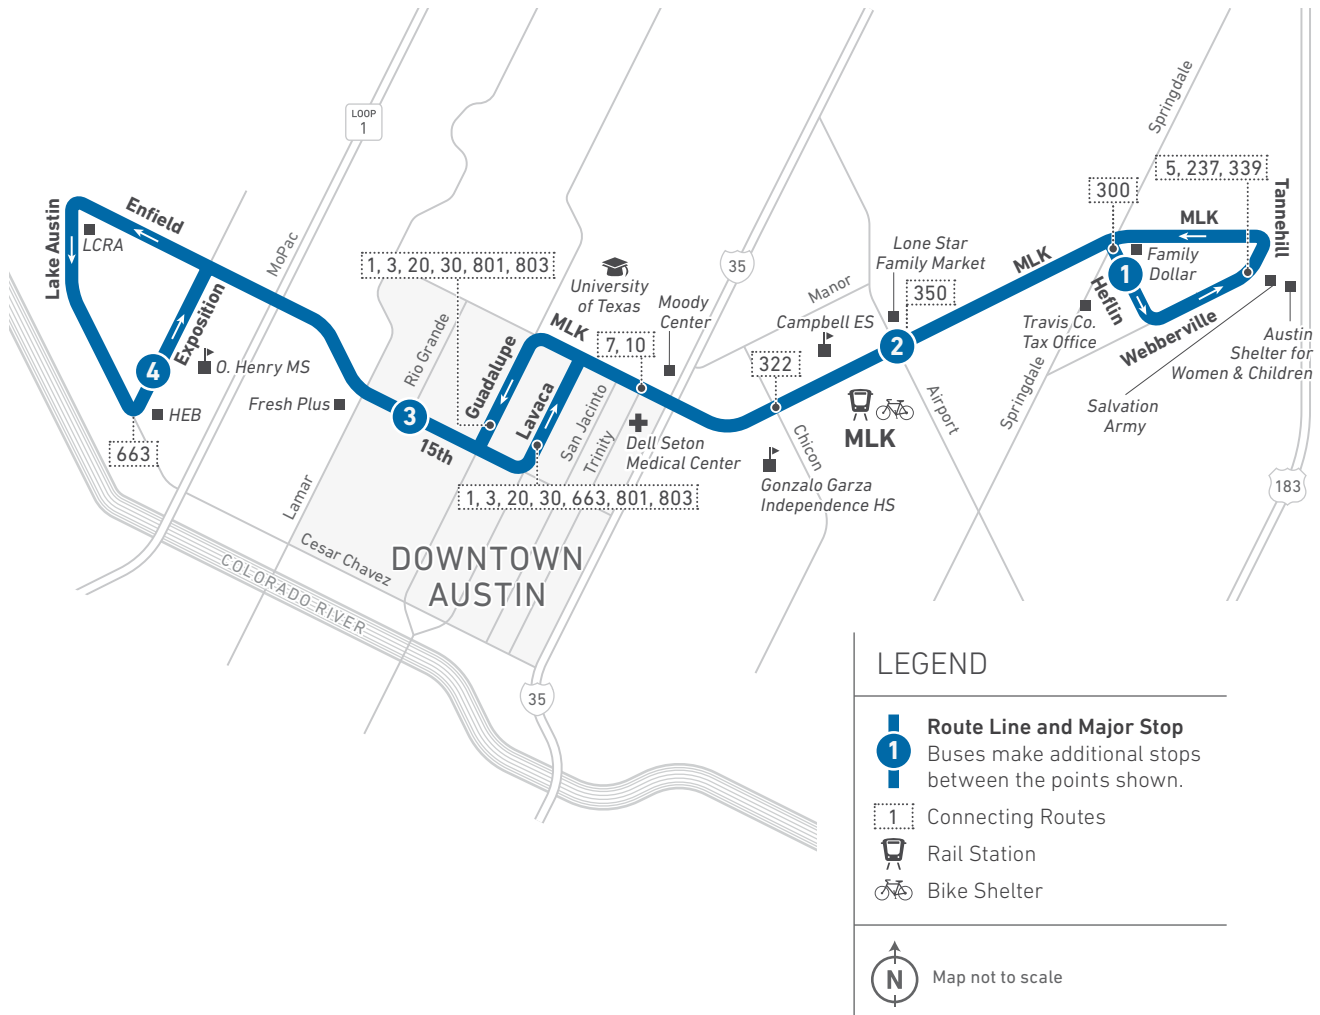 Springdale
LOOP
1
5, 237, 339
300
Tannehill
MLK
Lake Austin
Enfield
LCRA
MoPac
1, 3, 20, 30, 801, 803
University
of Texas
35
Lone Star
Family Market
MLK
Family
Dollar
1
Heflin
Manor
350
Moody
Center
MLK
Campbell ES
Travis Co.
Tax Office
Webberville
Austin
Shelter for
Women & Children
Exposition
4
O. Henry MS
Rio Grande
Guadalupe
7, 10
322
2
HEB
Fresh Plus
3
Lavaca
San Jacinto
Trinity
Airport
Springdale
Salvation
Army
663
15th
Dell Seton
Medical Center
Chicon
MLK
Gonzalo Garza
Independence HS
183
Lamar
1, 3, 20, 30, 663, 801, 803
Cesar Chavez
DOWNTOWN
AUSTIN
COLORADO RIVER
35
LEGEND
1
Route Line and Major Stop
Buses make additional stops
between the points shown.
1
Connecting Routes
Rail Station
Bike Shelter
N
Map not to scale